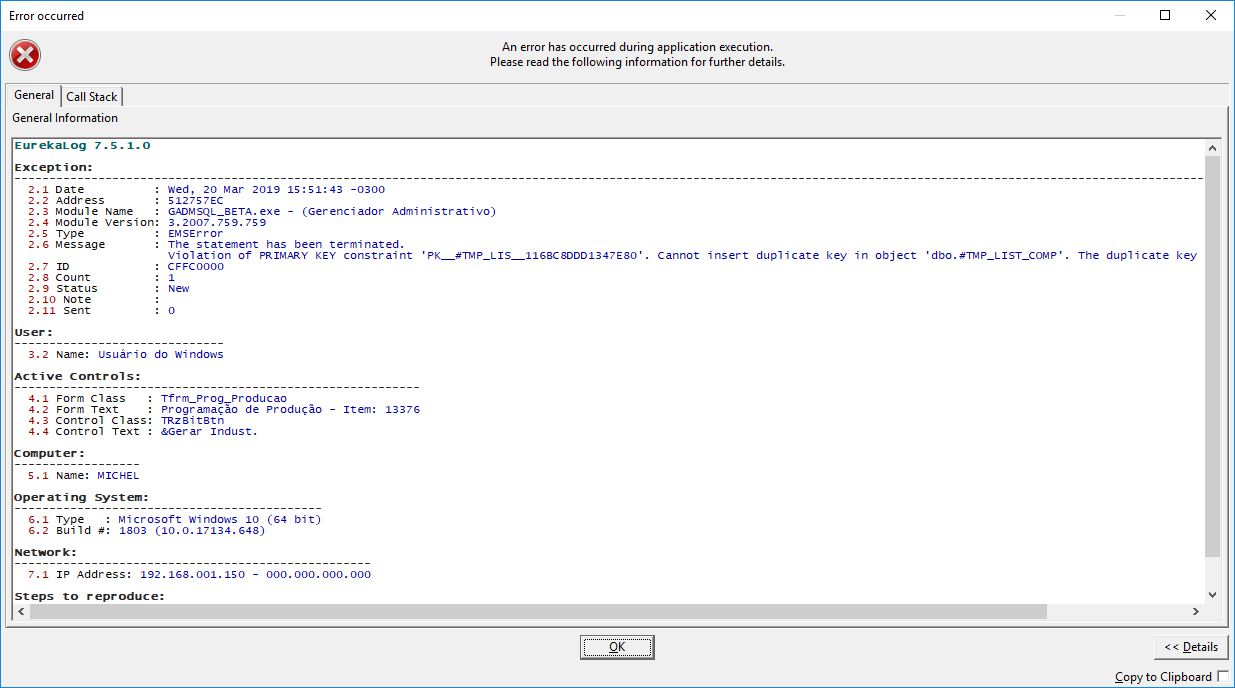 Error occurred
An error has occurred during application execution.
Please read the following information for further details.
General
Call Stack
General Information
EurekaLog 7.5.1.0
Exception:
--------------------------------------------------------------------------------
2.1 Date : Wed, 20 Mar 2019 15:51:43 -0300
2.2 Address : 512757EC
2.3 Module Name : GADMSQL_BETA.exe - (Gerenciador Administrativo)
2.4 Module Version: 3.2007.759.759
2.5 Type : EMSError
2.6 Message : The statement has been terminated.
Violation of PRIMARY KEY constraint 'PK__#TMP_LIS__116BC8DDD1347E80'. Cannot insert duplicate key in object 'dbo.#TMP_LIST_COMP'. The duplicate key
2.7 ID : CFFC0000
2.8 Count : 1
2.9 Status : New
2.10 Note :
2.11 Sent : 0
User:
------------------------------
3.2 Name: Usuário do Windows
Active Controls:
----------------------------------------------------------
4.1 Form Class : Tfrm_Prog_Producao
4.2 Form Text : Programação de Produção - Item: 13376
4.3 Control Class: TRzBitBtn
4.4 Control Text : &Gerar Indust.
Computer:
------------------
5.1 Name: MICHEL
Operating System:
--------------------------------------------
6.1 Type : Microsoft Windows 10 (64 bit)
6.2 Build #: 1803 (10.0.17134.648)
Network:
---------------------------------------------------
7.1 IP Address: 192.168.001.150 - 000.000.000.000
Steps to reproduce:
OK
<< Details
Copy to Clipboard